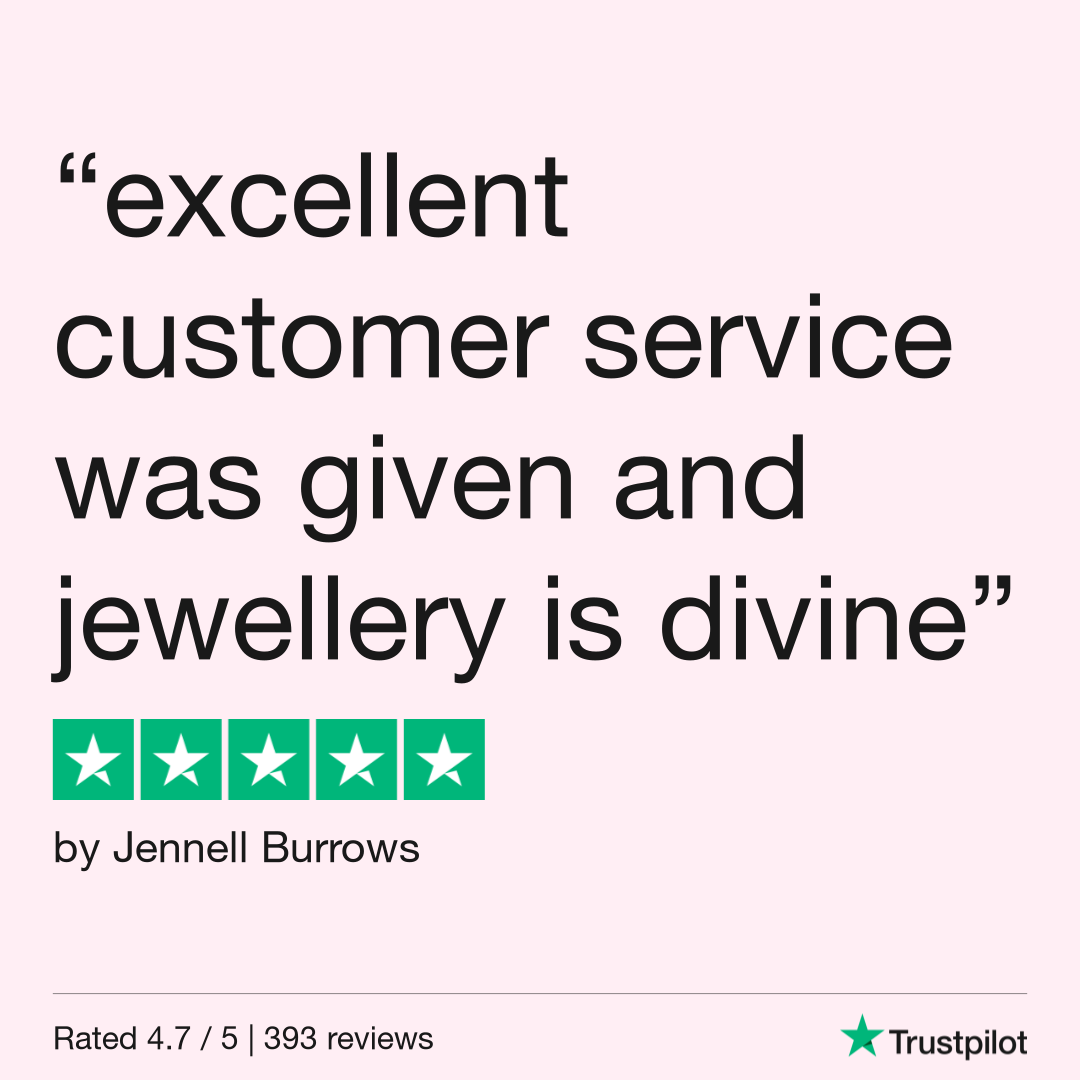 “excellent
customer service
was given and
jewellery is divine”
by Jennell Burrows
Rated 4.7 / 5 | 393 reviews
Trustpilot